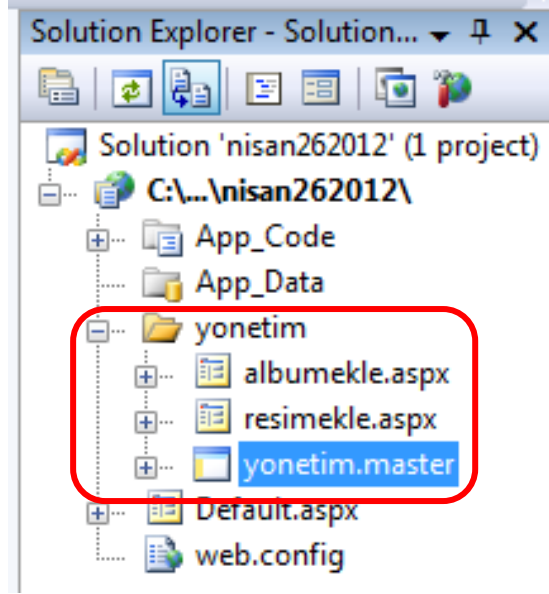 Solution Explorer - Solution...
Solution 'nisan262012' (1 project)
C:\...\nisan262012\
App_Code
App_Data
yonetim
albumekle.aspx
resimekle.aspx
yonetim.master
Default.aspx
web.config